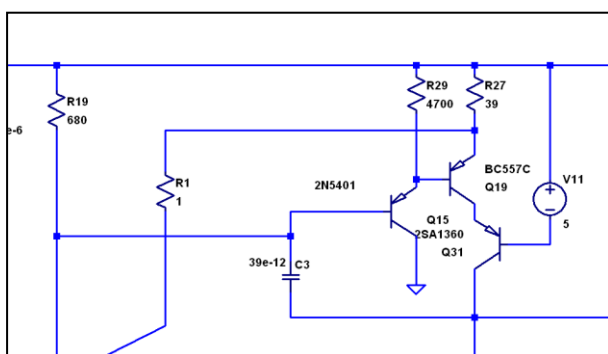 R19
680
e-6
R29
4700
R27
39
R1
1
2N5401
BC557C
Q19
V11
5
Q15
2SA1360
Q31
39e-12
C3